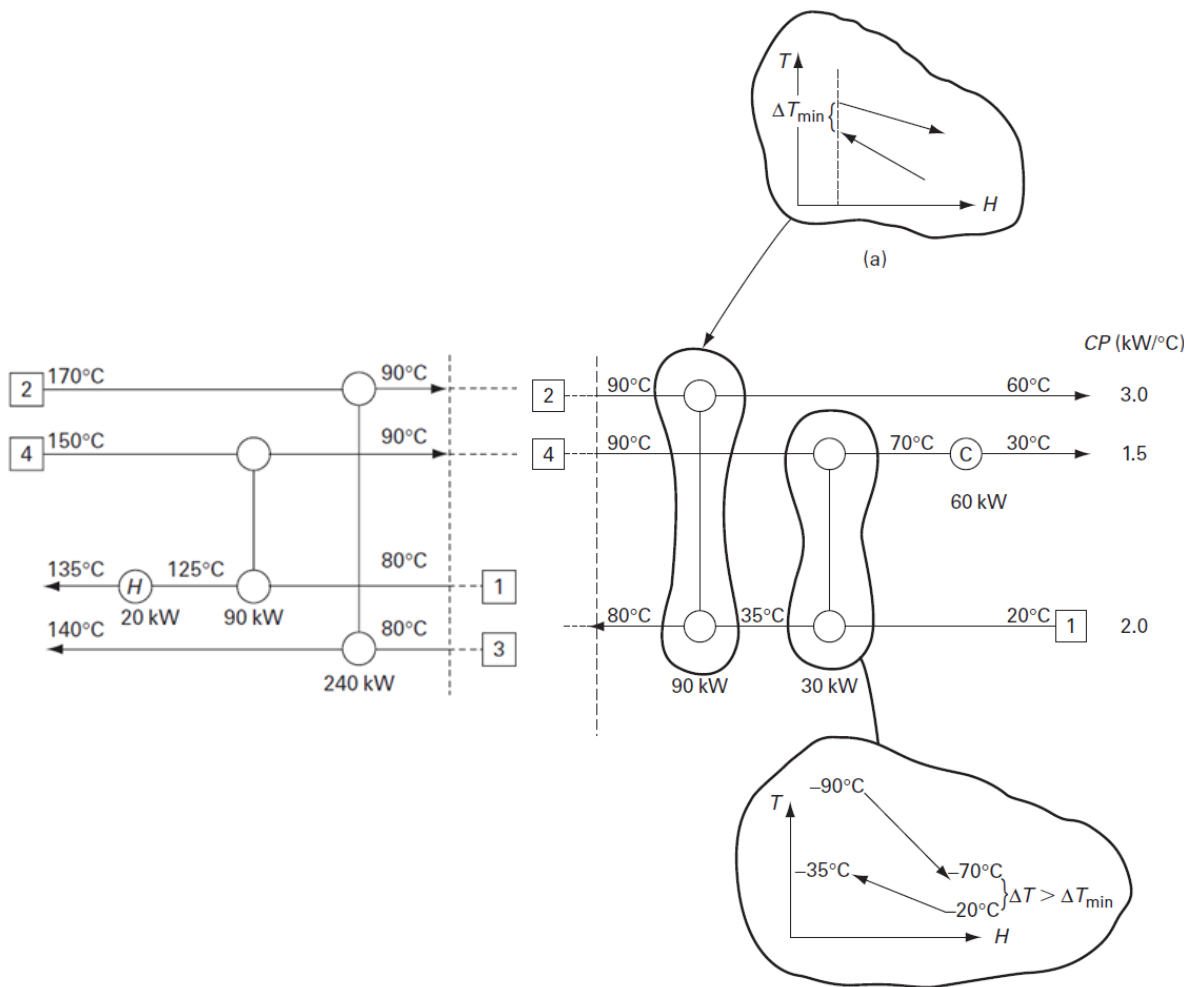 T
ΔTmin{
H
(a)
CP (kW/°C)
2 170°C 90°C
2 90°C 60°C 3.0
4 150°C 90°C
4 90°C 70°C C 30°C 1.5
60 kW
135°C H 125°C 80°C 1
20 kW 90 kW
140°C 80°C 3
240 kW
80°C 35°C 20°C 1 2.0
90 kW 30 kW
T
–90°C
–35°C
–70°C
–20°C
}ΔT > ΔTmin
H